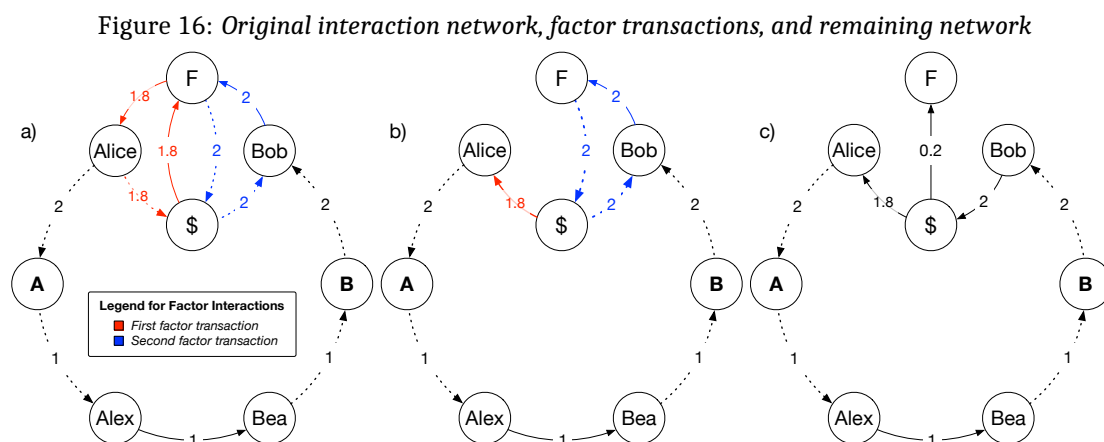 Figure 16: Original interaction network, factor transactions, and remaining network
a)
F
1.8
2
Alice
1.8
2
Bob
1.8
2
$
2
2
A
B
Legend for Factor Interactions
First factor transaction
Second factor transaction
1
1
Alex
Bea
1
b)
F
2
Alice
2
Bob
1.8
2
$
2
2
A
B
1
1
Alex
Bea
1
c)
F
Alice
0.2
Bob
1.8
2
$
2
2
A
B
1
1
Alex
Bea
1